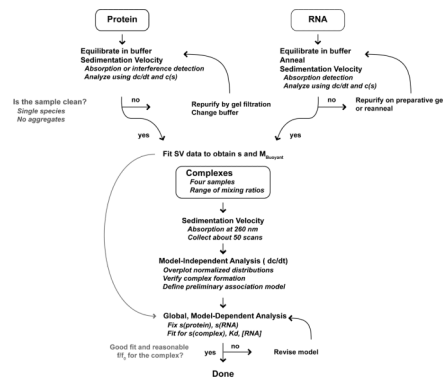 Protein
RNA
Equilibrate in buffer
Sedimentation Velocity
Absorption or interference detection
Analyze using dc/dt and c(s)
Equilibrate in buffer
Anneal
Sedimentation Velocity
Absorption detection
Analyze using dc/dt and c(s)
Is the sample clean?
Single species
No aggregates
no
Repurify by gel filtration
Change buffer
no
Repurify on preparative ge
or reanneal
yes
yes
Fit SV data to obtain s and M Buoyant
Complexes
Four samples
Range of mixing ratios
Sedimentation Velocity
Absorption at 260 nm
Collect about 50 scans
Model-Independent Analysis ( dc/dt)
Overplot normalized distributions
Verify complex formation
Define preliminary association model
Global, Model-Dependent Analysis
Fix s(protein), s(RNA)
Fit for s(complex), Kd, [RNA]
Good fit and reasonable
f/f0 for the complex?
yes
no
Revise model
Done